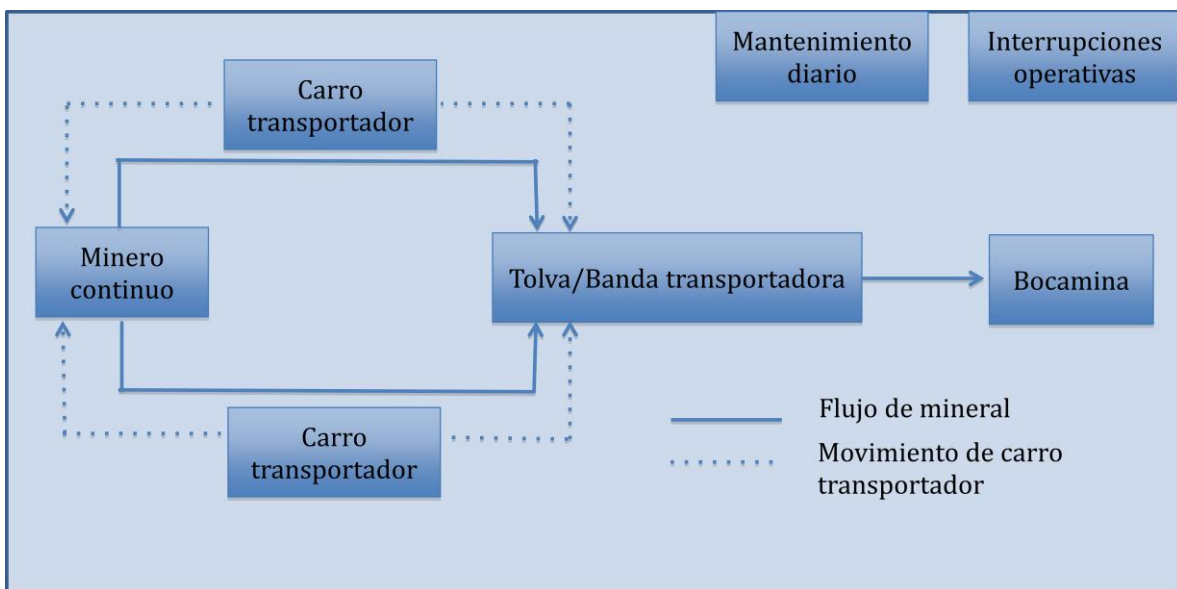 Mantenimiento
diario
Interrupciones
operativas
Carro
transportador
Minero
continuo
Tolva/Banda transportadora
Bocamina
Carro
transportador
Flujo de mineral
Movimiento de carro
transportador